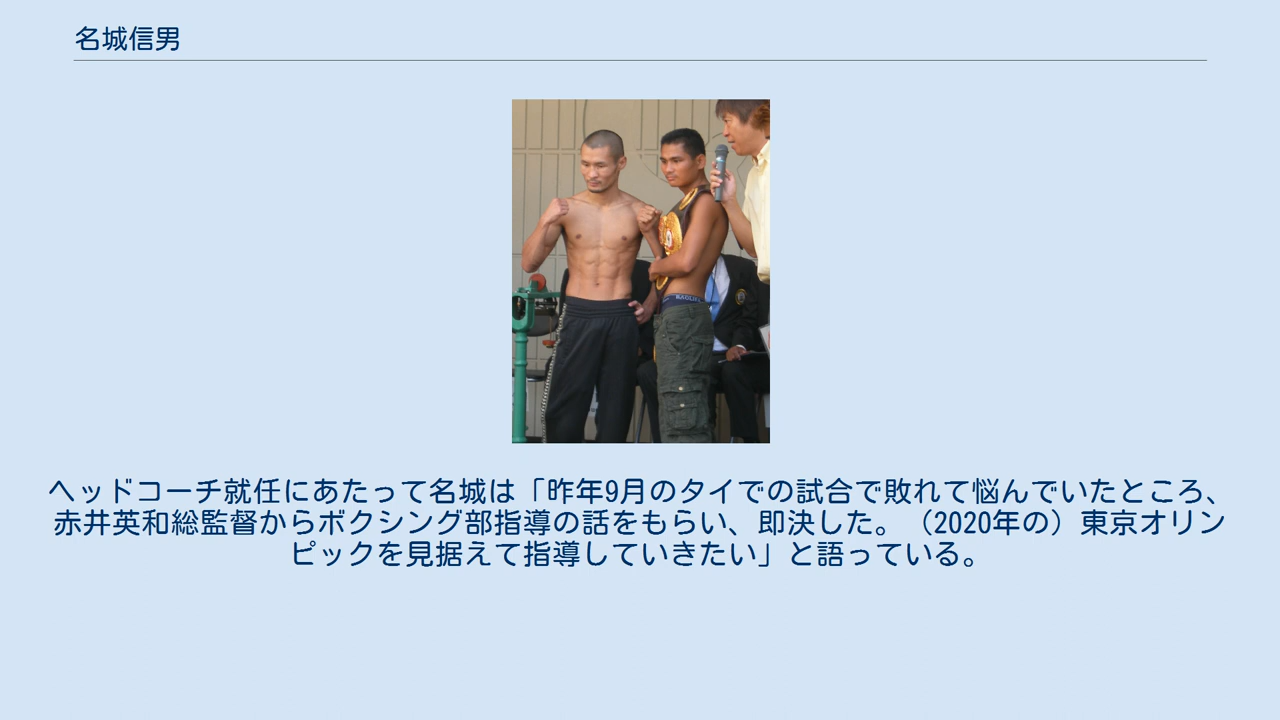 名城信男
BAOLI
ヘッドコーチ就任にあたって名城は「昨年9月のタイでの試合で敗れて悩んでいたところ、
赤井英和総監督からボクシング部指導の話をもらい、即決した。（2020年の）東京オリン
ピックを見据えて指導していきたい」と語っている。